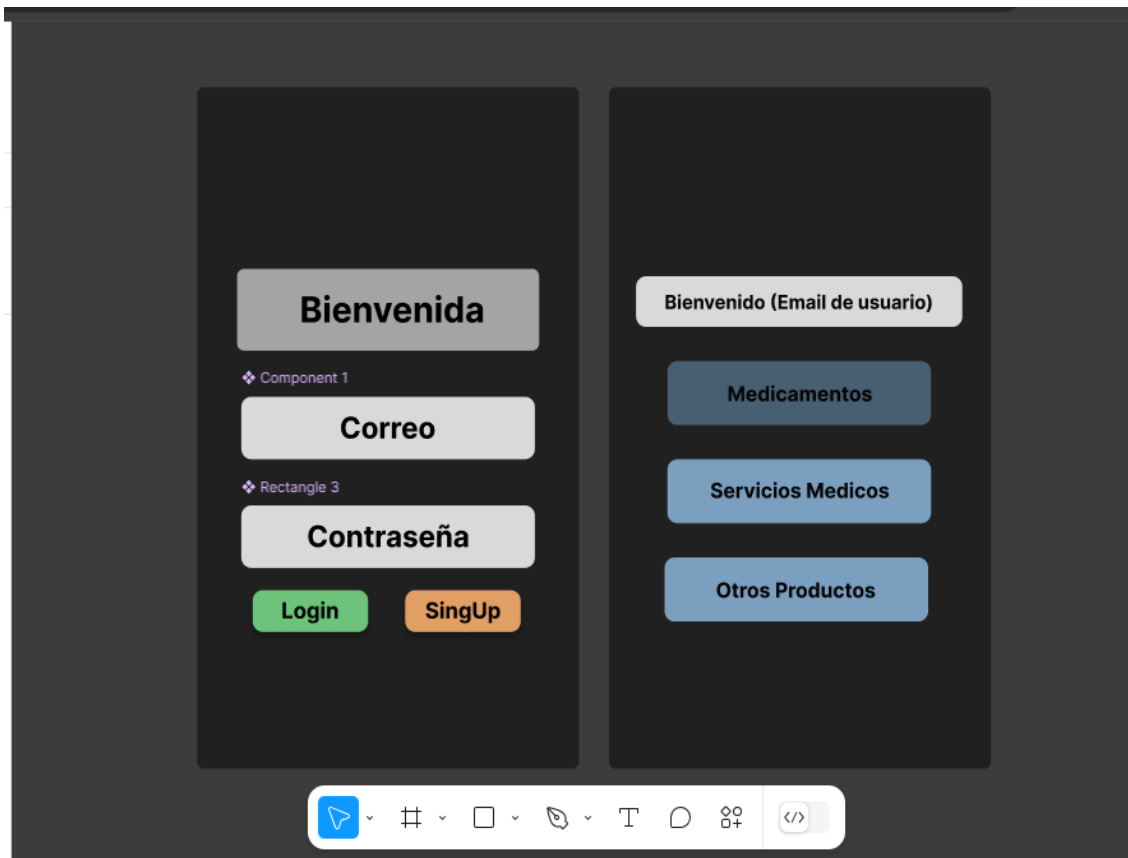 Bienvenida
Component 1
Correo
Rectangle 3
Contraseña
Login
SingUp
Bienvenido (Email de usuario)
Medicamentos
Servicios Medicos
Otros Productos